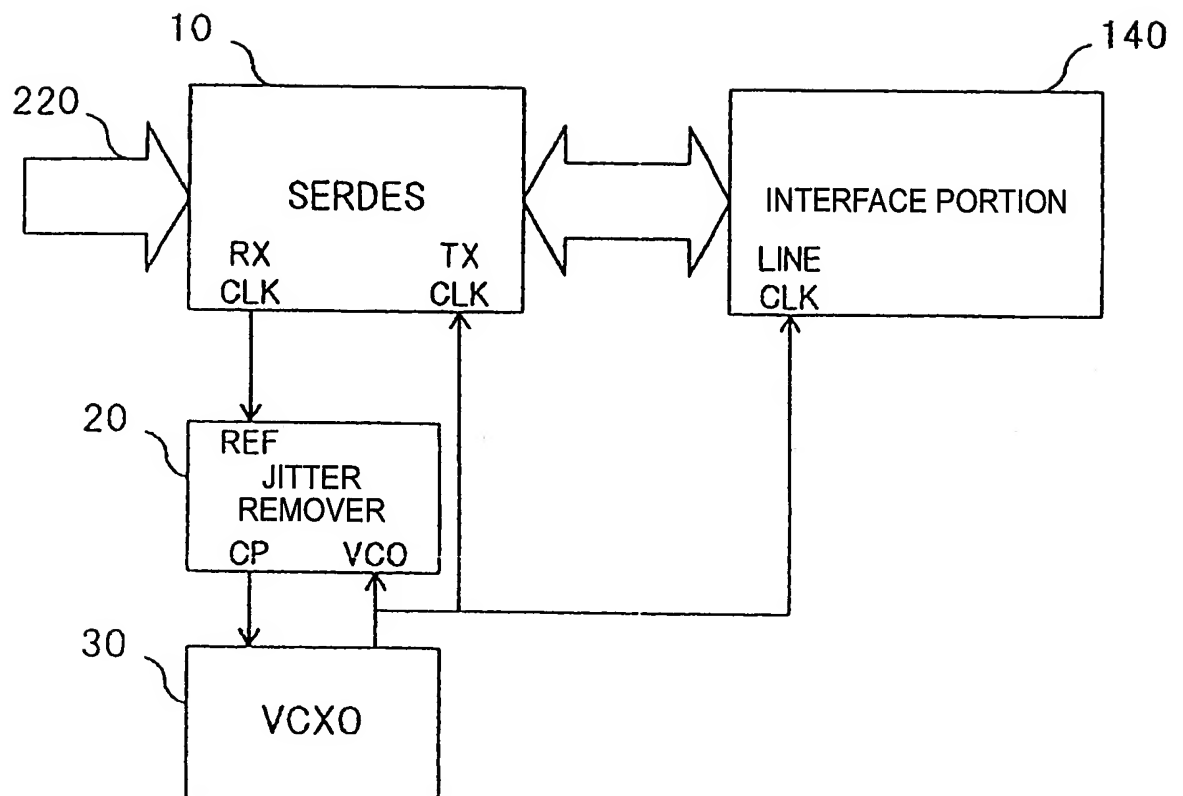 10
140
220
SERDES
INTERFACE PORTION
RX
CLK
TX
CLK
LINE
CLK
20
REF
JITTER
REMOVER
CP
VCO
30
VCXO